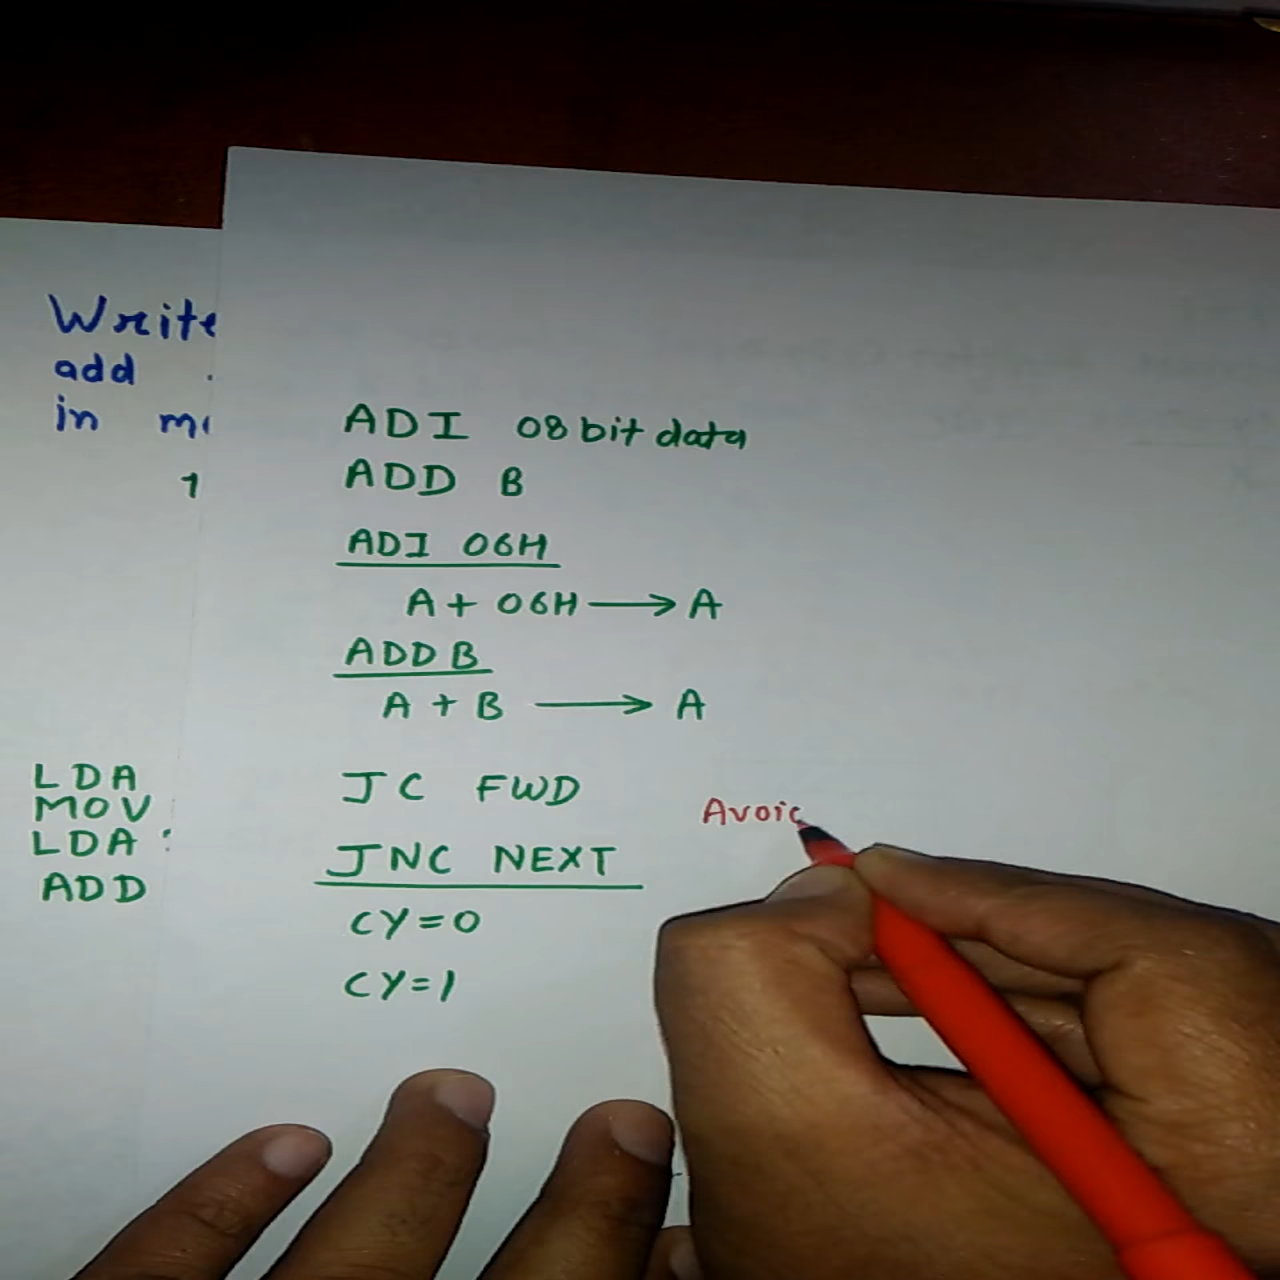 Write
add
in
1
LDA
MOV
LDA
ADD
ADI 08 bit data
ADD B
ADI 06H
A + 06H → A
ADD B
A + B → A
JC FWD
JNC NEXT
CY=0
CY=1